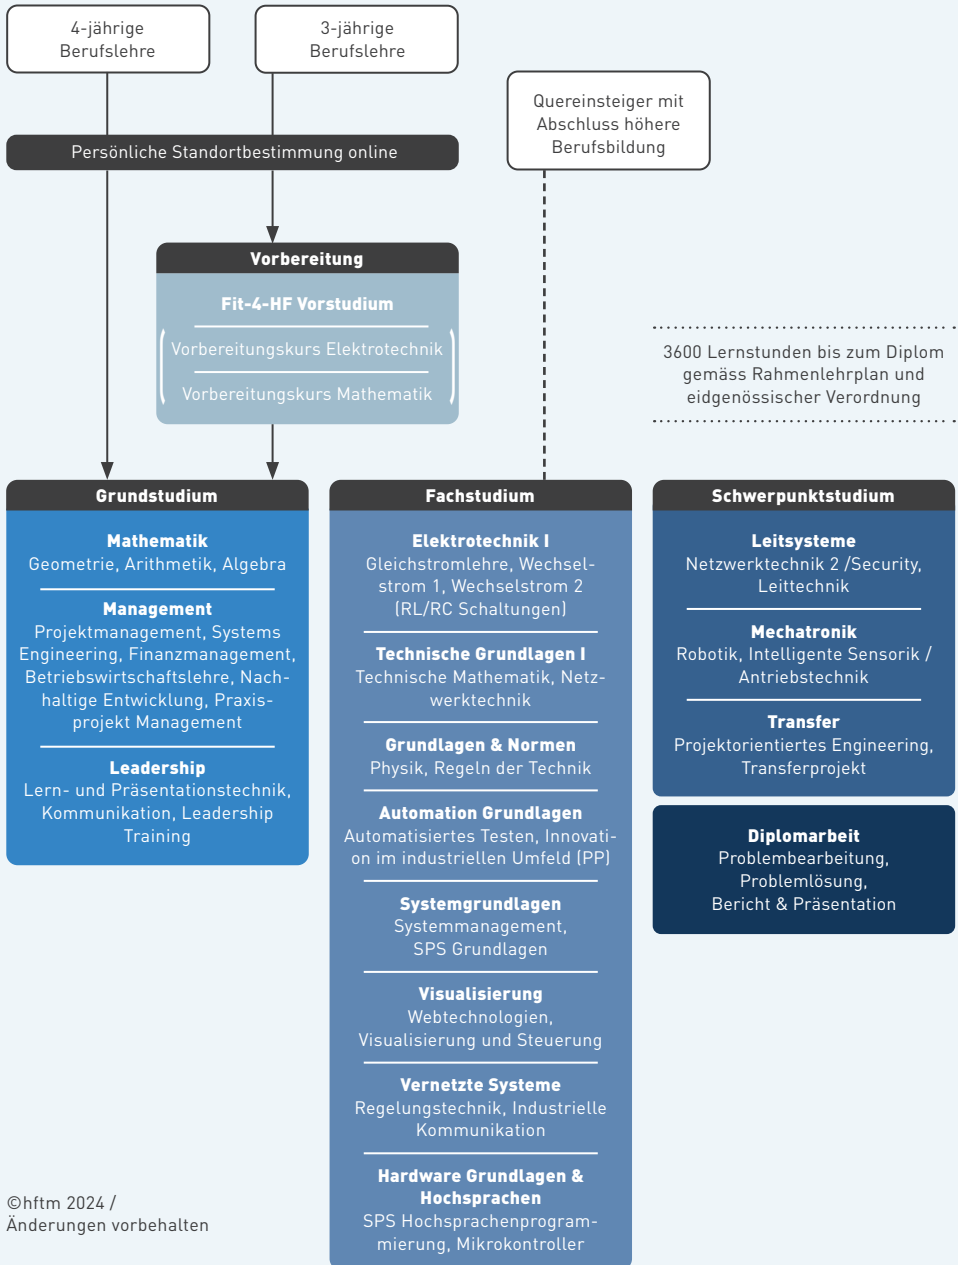 4-jährige
Berufslehre
3-jährige
Berufslehre
Quereinsteiger mit
Abschluss höhere
Berufsbildung
Persönliche Standortbestimmung online
Vorbereitung
Fit-4-HF Vorstudium
Vorbereitungskurs Elektrotechnik
Vorbereitungskurs Mathematik
3600 Lernstunden bis zum Diplom
gemäss Rahmenlehrplan und
eidgenössischer Verordnung
Grundstudium
Mathematik
Geometrie, Arithmetik, Algebra
Management
Projektmanagement, Systems
Engineering, Finanzmanagement,
Betriebswirtschaftslehre, Nach-
haltige Entwicklung, Praxis-
projekt Management
Leadership
Lern- und Präsentationstechnik,
Kommunikation, Leadership
Training
Fachstudium
Elektrotechnik I
Gleichstromlehre, Wechsel-
strom 1, Wechselstrom 2
(RL/RC Schaltungen)
Technische Grundlagen I
Technische Mathematik, Netz-
werktechnik
Grundlagen & Normen
Physik, Regeln der Technik
Automation Grundlagen
Automatisiertes Testen, Innovati-
on im industriellen Umfeld (PP)
Systemgrundlagen
Systemmanagement,
SPS Grundlagen
Visualisierung
Webtechnologien,
Visualisierung und Steuerung
Vernetzte Systeme
Regelungstechnik, Industrielle
Kommunikation
Hardware Grundlagen &
Hochsprachen
SPS Hochsprachenprogram-
mierung, Mikrokontroller
Schwerpunktstudium
Leitsysteme
Netzwerktechnik 2 /Security,
Leittechnik
Mechatronik
Robotik, Intelligente Sensorik /
Antriebstechnik
Transfer
Projektorientiertes Engineering,
Transferprojekt
Diplomarbeit
Problembearbeitung,
Problemlösung,
Bericht & Präsentation
©hftm 2024 /
Änderungen vorbehalten